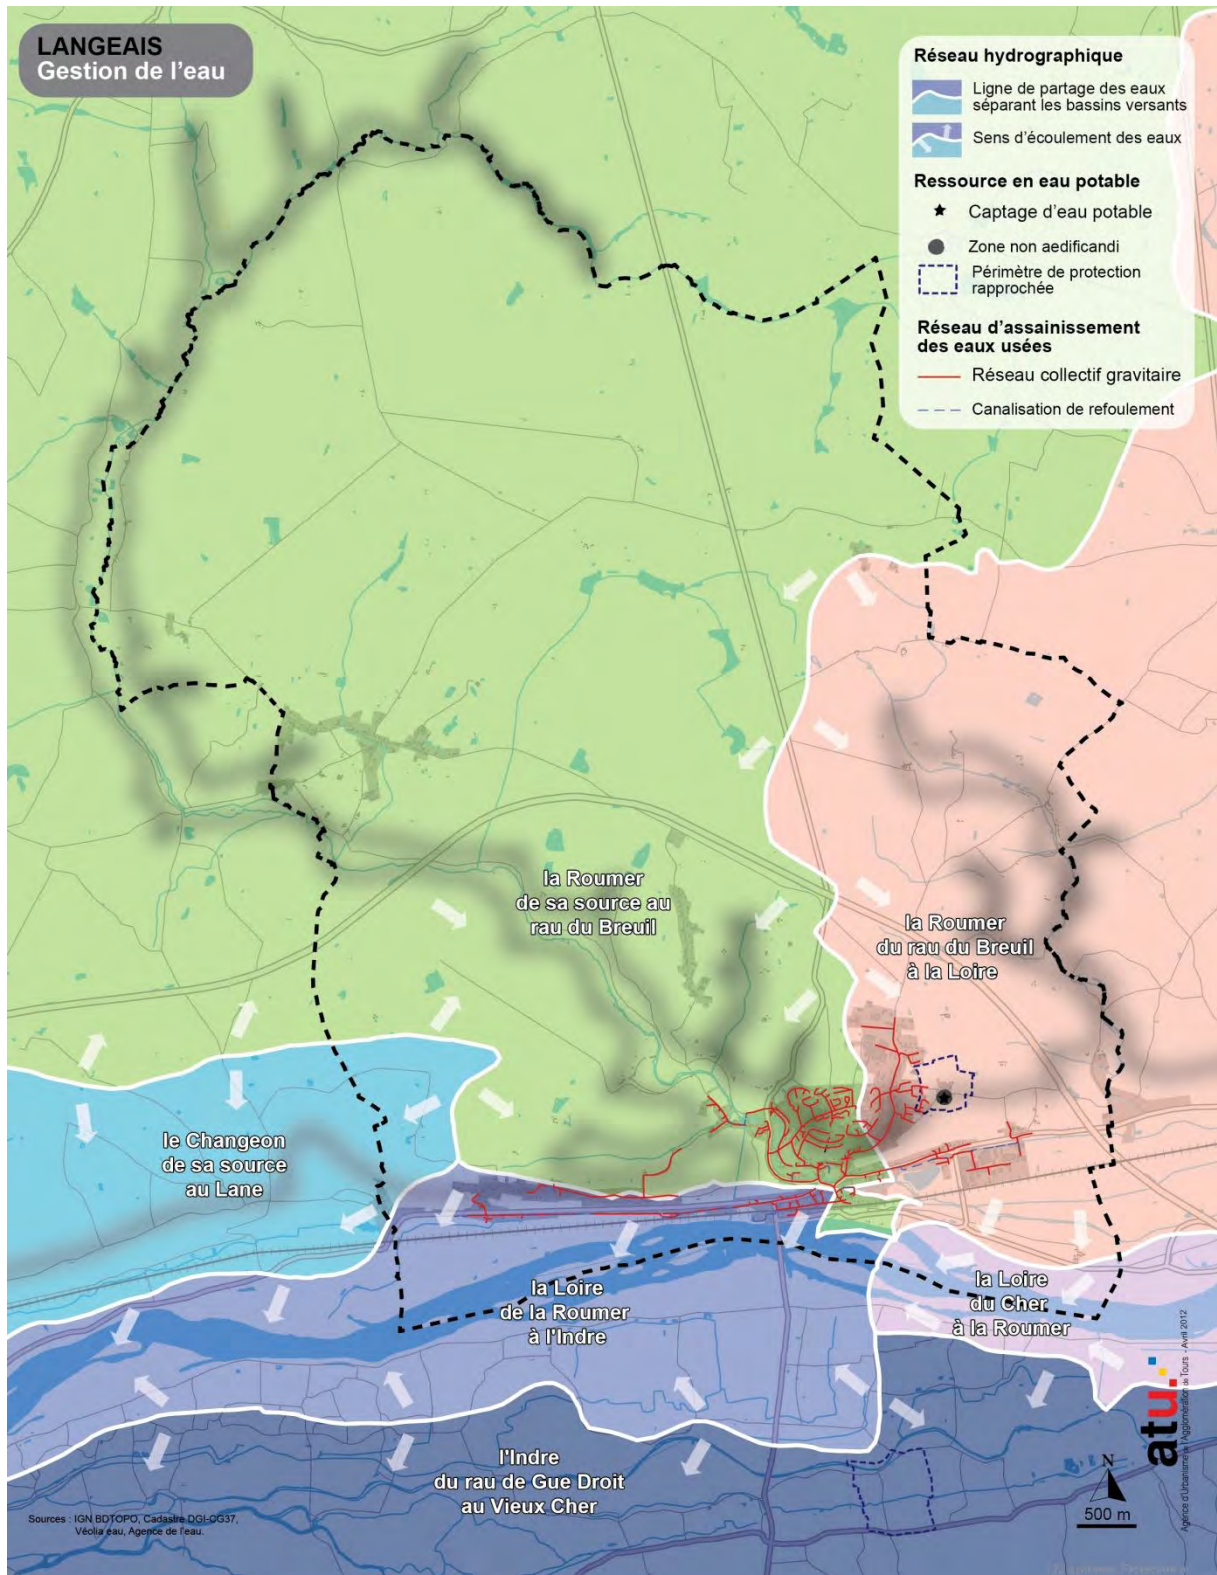 LANGEAIS
Gestion de l'eau
Réseau hydrographique
Ligne de partage des eaux
séparant les bassins versants
Sens d'écoulement des eaux
Ressource en eau potable
Captage d'eau potable
Zone non aedificandi
Périmètre de protection
rapprochée
Réseau d'assainissement
des eaux usées
Réseau collectif gravitaire
Canalisation de refoulement
la Roumer
de sa source au
rau du Breuil
la Roumer
du rau du Breuil
à la Loire
le Changeon
de sa source
au Lane
la Loire
de la Roumer
à l'Indre
la Loire
du Cher
à la Roumer
l'Indre
du rau de Gue Droit
au Vieux Cher
Sources : IGN BDTOPO, Cadastre DGI-CG37,
Véolia eau, Agence de l'eau.
atu.
Agence d'Urbanisme de l'Agglomération de Tours - Avril 2012
N
500 m